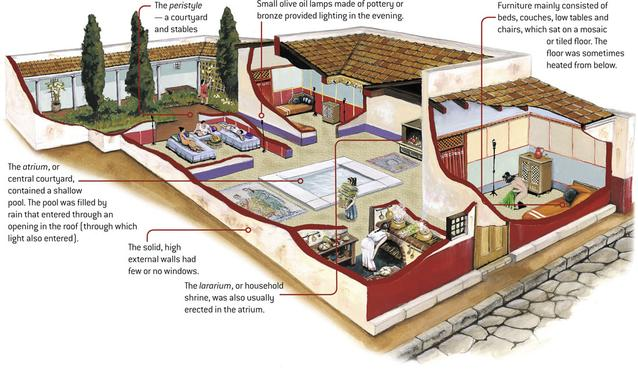 The peristyle
— a courtyard
and stables
Small olive oil lamps made of pottery or
bronze provided lighting in the evening.
Furniture mainly consisted of
beds, couches, low tables and
chairs, which sat on a mosaic
or tiled floor. The
floor was sometimes
heated from below.
The atrium, or
central courtyard,
contained a shallow
pool. The pool was filled by
rain that entered through an
opening in the roof (through which
light also entered).
The solid, high
external walls had
few or no windows.
The lararium, or household
shrine, was also usually
erected in the atrium.